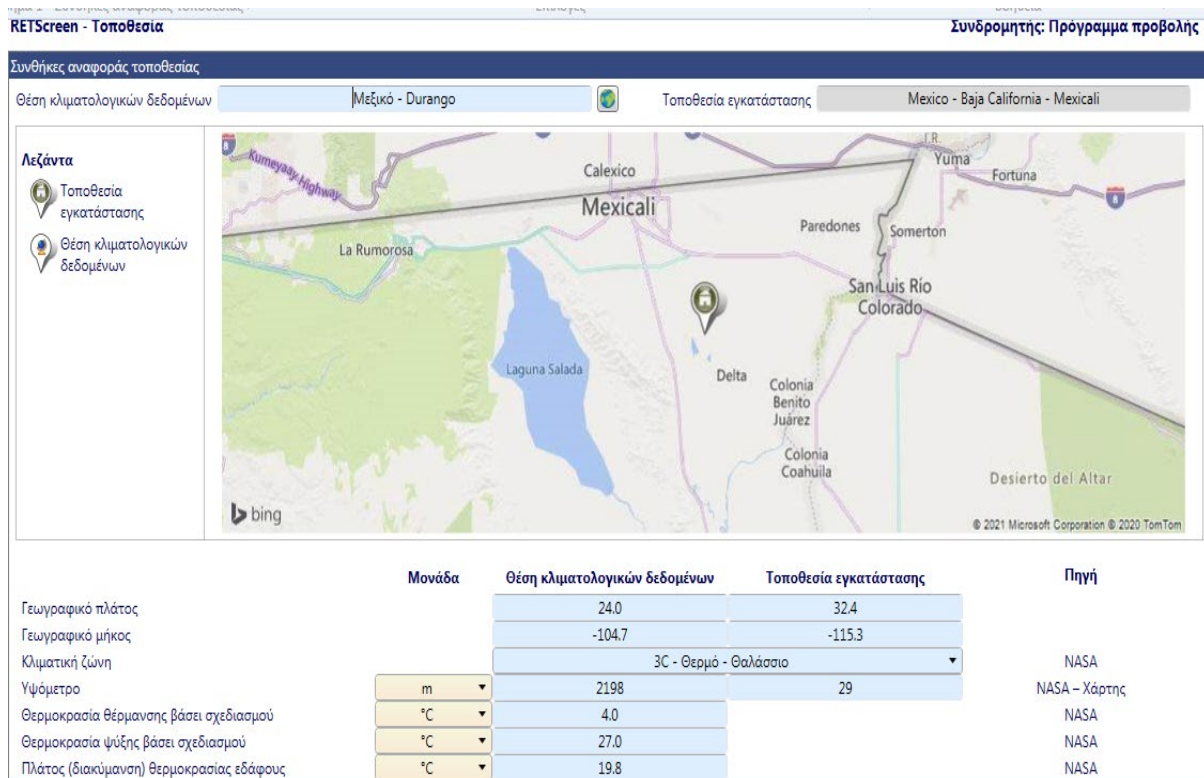 RETScreen - Τοποθεσία Συνδρομητής: Πρόγραμμα προβολής
Συνθήκες αναφοράς τοποθεσίας
Θέση κλιματολογικών δεδομένων Μεξικό - Durango Τοποθεσία εγκατάστασης Mexico - Baja California - Mexicali
Λεζάντα
Τοποθεσία
εγκατάστασης
Θέση κλιματολογικών
δεδομένων
8
Kumeyaay Highway
Calexico
Mexicali
La Rumorosa
I.R.
Yuma
Fortuna
8
Paredones
Somerton
San Luis Río
Colorado
Laguna Salada
Delta
Colonia
Benito
Juárez
Colonia
Coahuila
Desierto del Altar
bing
© 2021 Microsoft Corporation © 2020 TomTom
Μονάδα Θέση κλιματολογικών δεδομένων Τοποθεσία εγκατάστασης Πηγή
Γεωγραφικό πλάτος 24.0 32.4
Γεωγραφικό μήκος -104.7 -115.3
Κλιματική ζώνη 3C - Θερμό - Θαλάσσιο NASA
Υψόμετρο m 2198 29 NASA – Χάρτης
Θερμοκρασία θέρμανσης βάσει σχεδιασμού °C 4.0 NASA
Θερμοκρασία ψύξης βάσει σχεδιασμού °C 27.0 NASA
Πλάτος (διακύμανση) θερμοκρασίας εδάφους °C 19.8 NASA